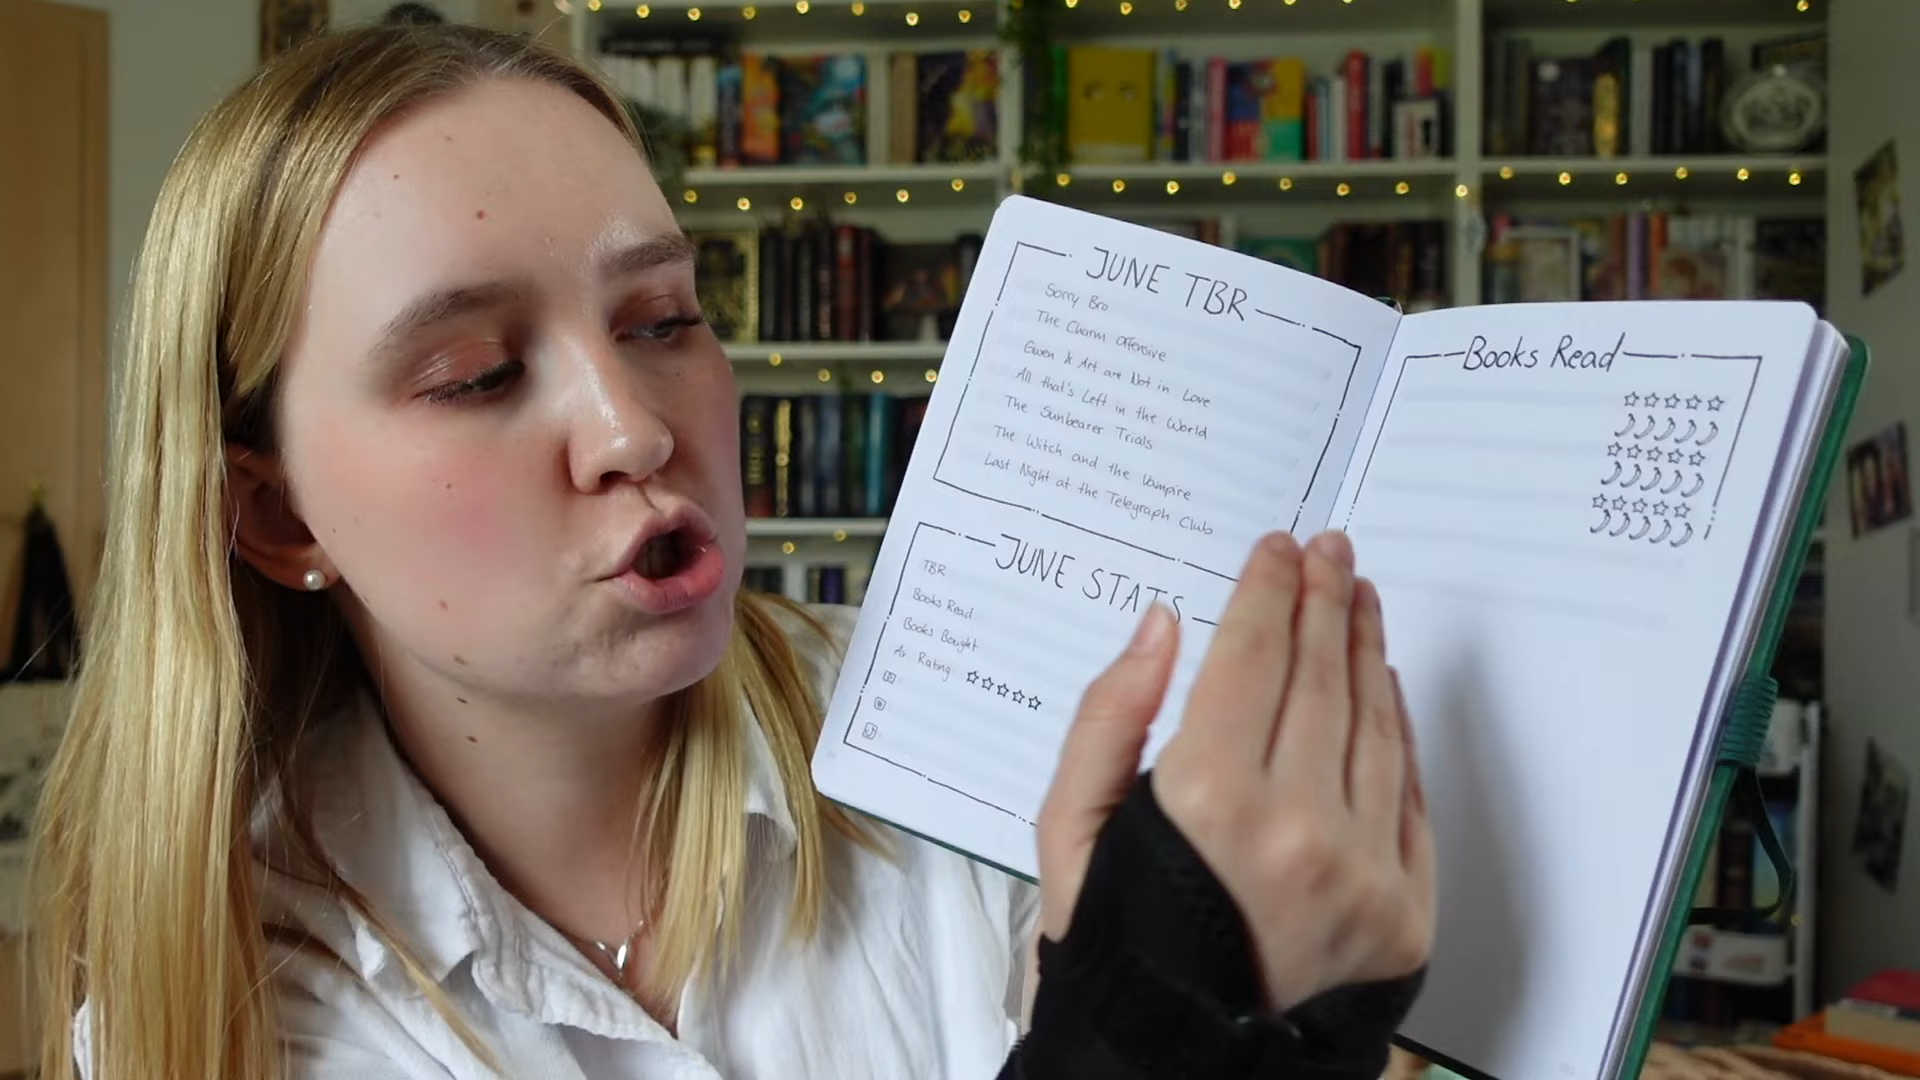 JUNE TBR
Sorry Bro
The Charm Offensive
Gwen & Art are Not in Love
All that's Left in the World
The Sunbearer Trials
The Witch and the Vampire
Last Night at the Telegraph Club
JUNE STATS
TBR
Books Read
Books Bought
Av Rating:
Books Read